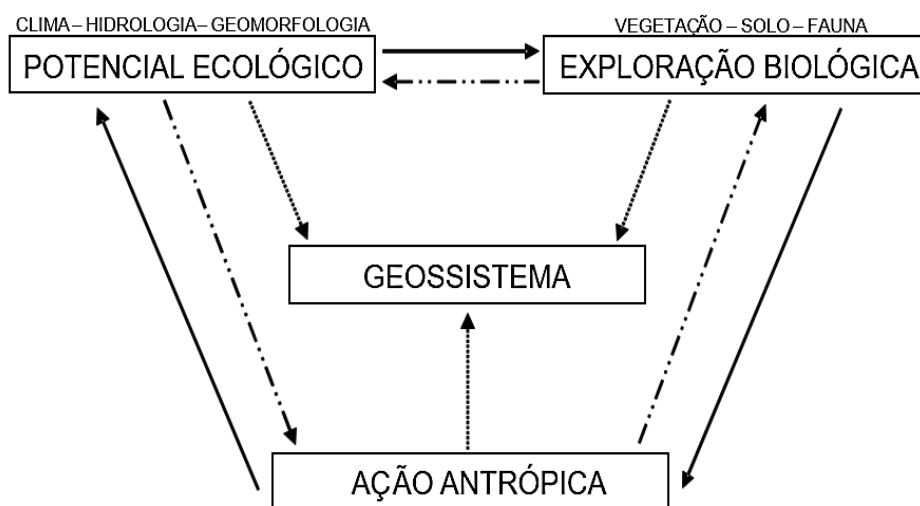 CLIMA – HIDROLOGIA– GEOMORFOLOGIA
VEGETAÇÃO – SOLO – FAUNA
POTENCIAL ECOLÓGICO
EXPLORAÇÃO BIOLÓGICA
GEOSSISTEMA
AÇÃO ANTRÓPICA